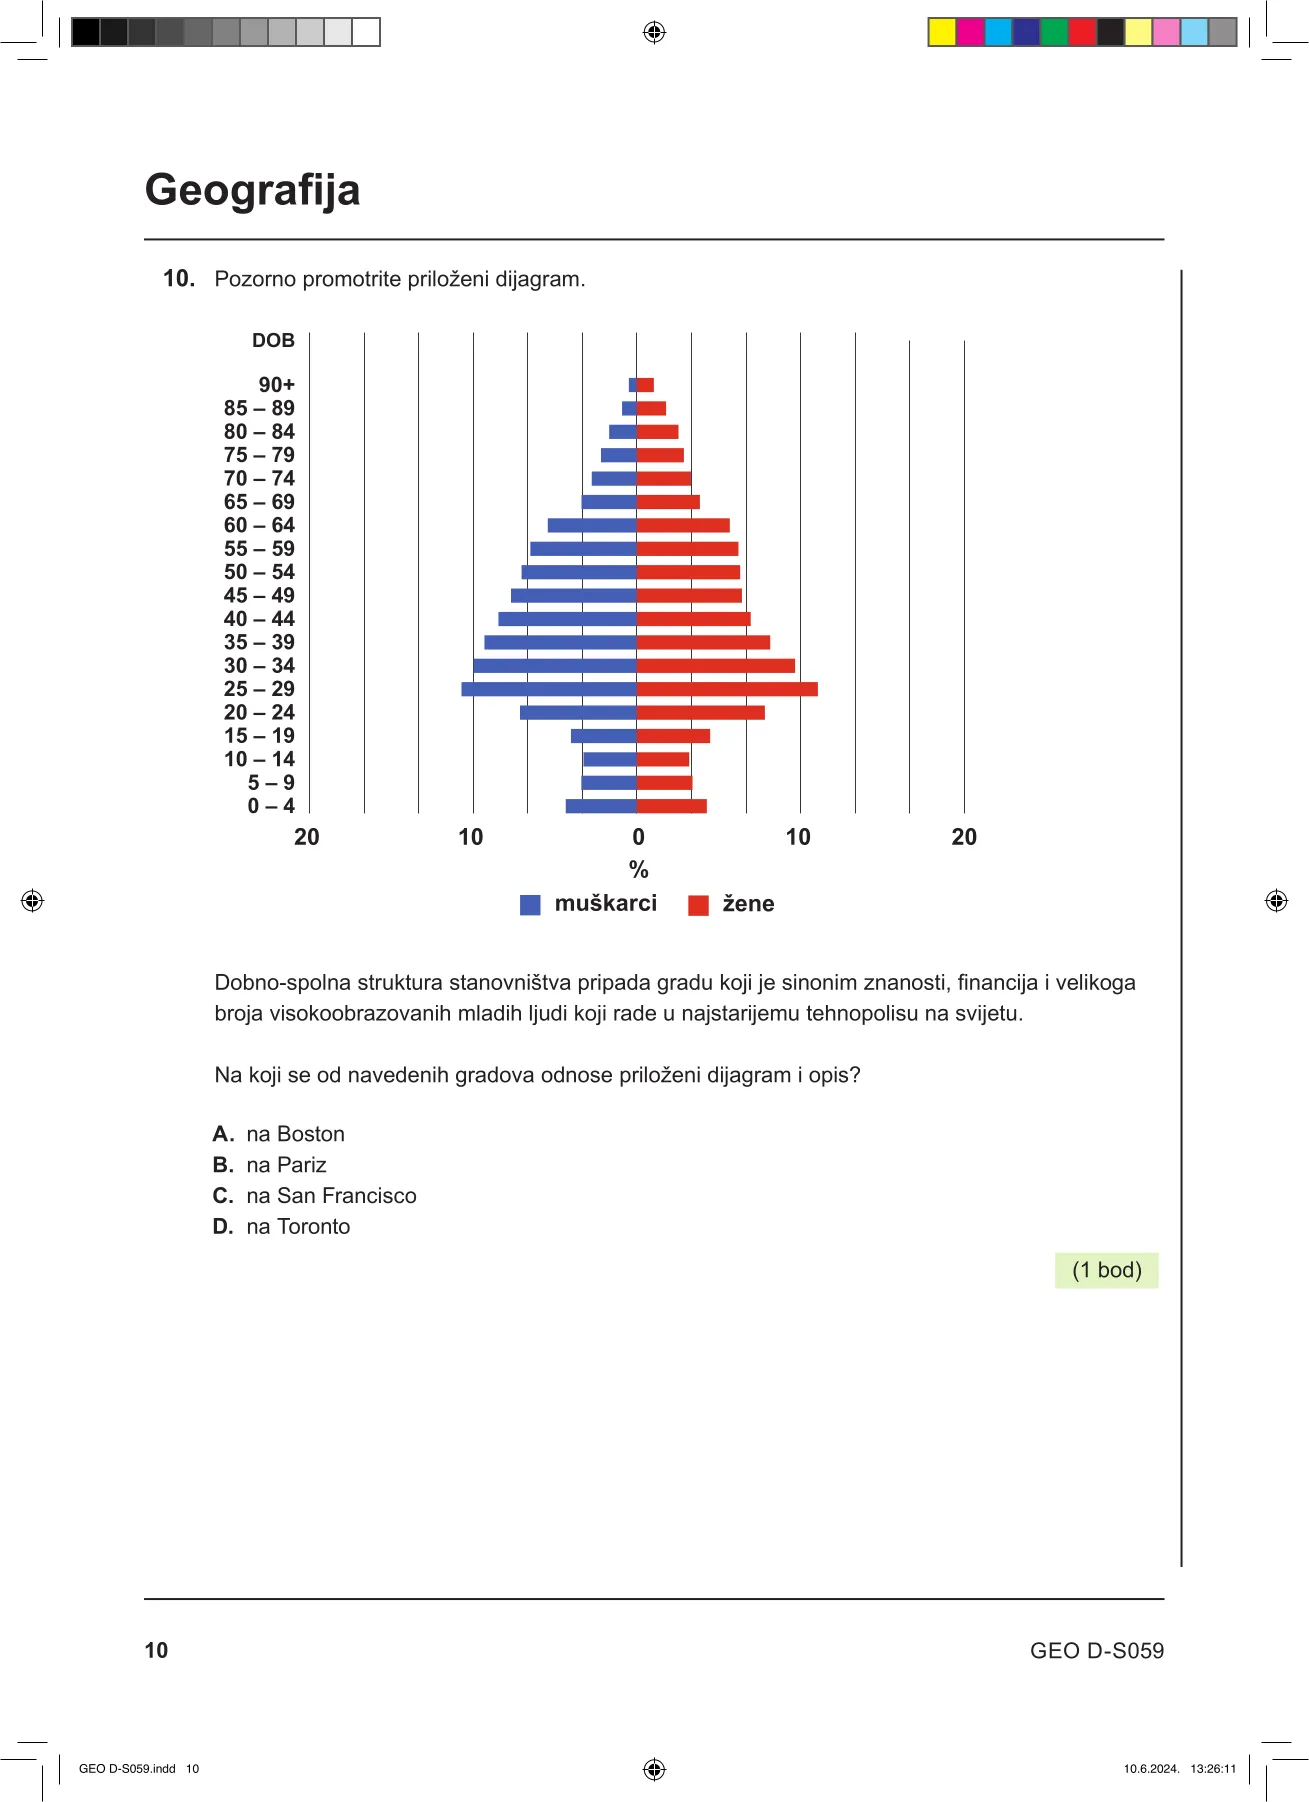 Geografija
10. Pozorno promotrite priloženi dijagram.
DOB
90+
85 – 89
80 – 84
75 – 79
70 – 74
65 – 69
60 – 64
55 – 59
50 – 54
45 – 49
40 – 44
35 – 39
30 – 34
25 – 29
20 – 24
15 – 19
10 – 14
5 – 9
0 – 4
20 10 0 10 20
%
muškarci žene
Dobno-spolna struktura stanovništva pripada gradu koji je sinonim znanosti, financija i velikoga
broja visokoobrazovanih mladih ljudi koji rade u najstarijemu tehnopolisu na svijetu.
Na koji se od navedenih gradova odnose priloženi dijagram i opis?
A. na Boston
B. na Pariz
C. na San Francisco
D. na Toronto
(1 bod)
10 GEO D-S059
GEO D-S059.indd 10 10.6.2024. 13:26:11